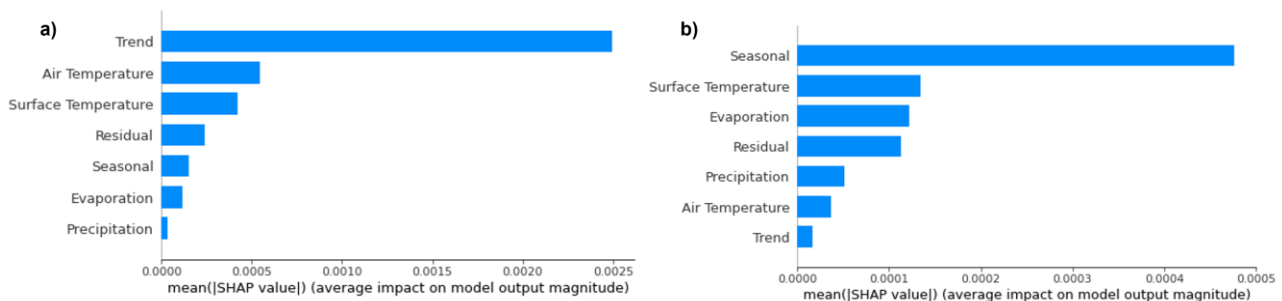 a)
Trend
Air Temperature
Surface Temperature
Residual
Seasonal
Evaporation
Precipitation
0.0000 0.0005 0.0010 0.0015 0.0020 0.0025
mean(|SHAP value|) (average impact on model output magnitude)
b)
Seasonal
Surface Temperature
Evaporation
Residual
Precipitation
Air Temperature
Trend
0.0000 0.0001 0.0002 0.0003 0.0004 0.0005
mean(|SHAP value|) (average impact on model output magnitude)